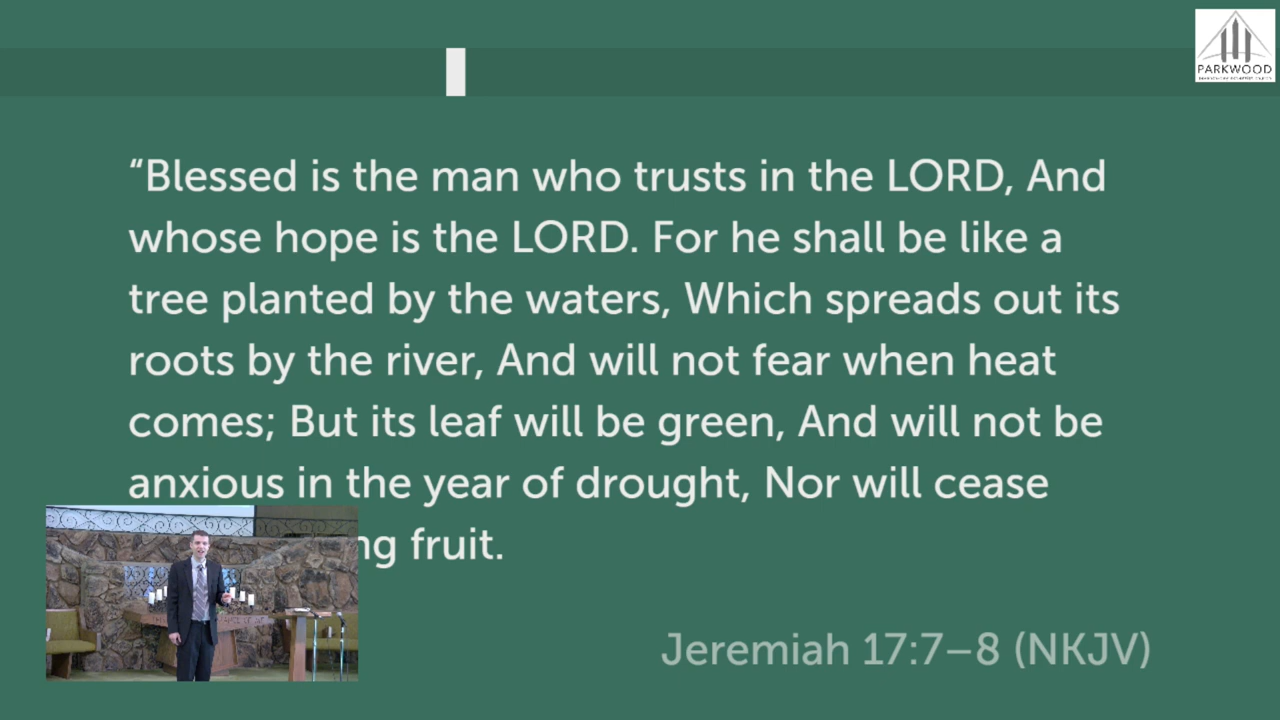 PARKWOOD
“Blessed is the man who trusts in the LORD, And
whose hope is the LORD. For he shall be like a
tree planted by the waters, Which spreads out its
roots by the river, And will not fear when heat
comes; But its leaf will be green, And will not be
anxious in the year of drought, Nor will cease
fruit.
Jeremiah 17:7–8 (NKJV)